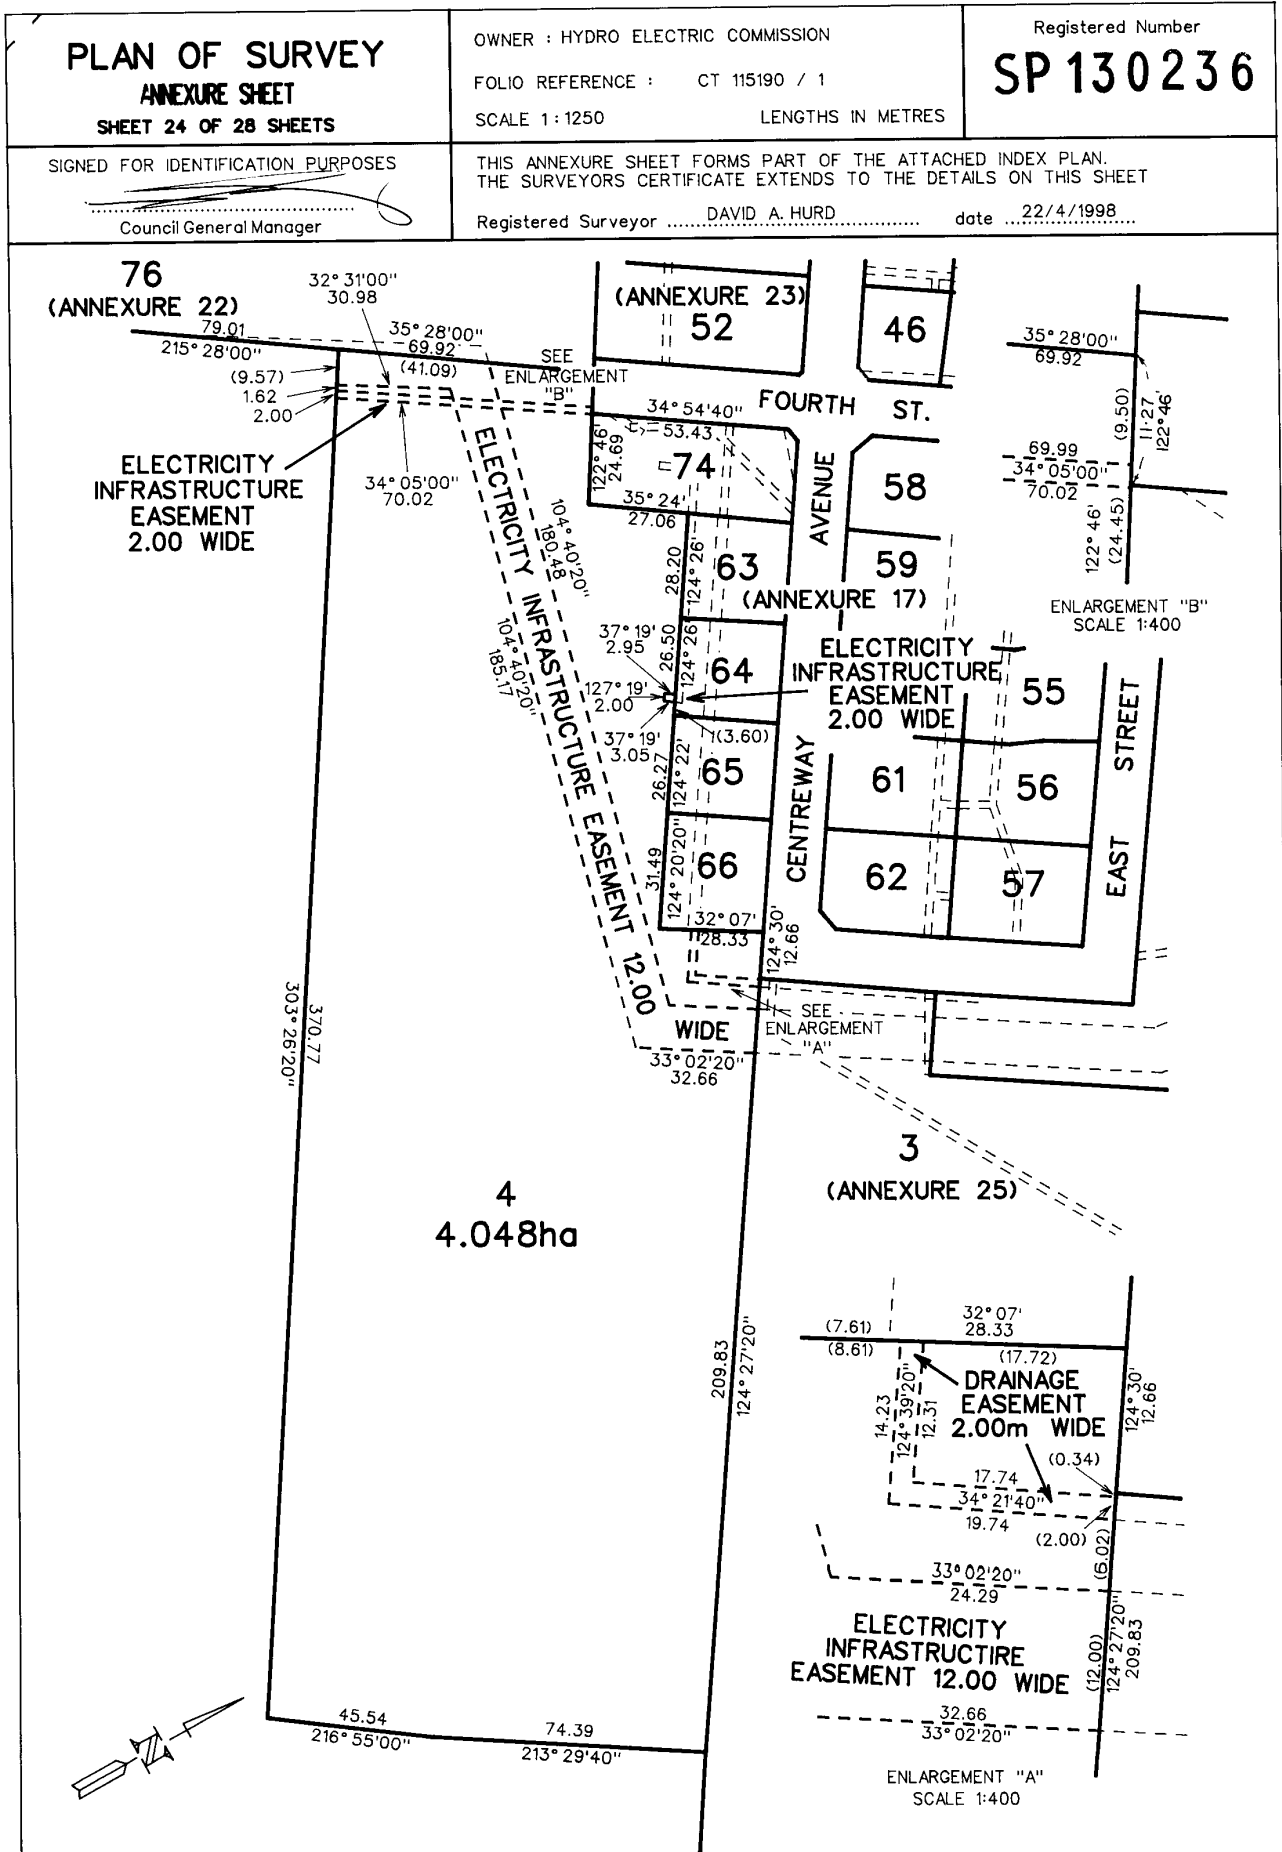 PLAN OF SURVEY
ANNEXURE SHEET
SHEET 24 OF 28 SHEETS
OWNER : HYDRO ELECTRIC COMMISSION
FOLIO REFERENCE : CT 115190 / 1
SCALE 1 : 1250 LENGTHS IN METRES
Registered Number
SP 130236
SIGNED FOR IDENTIFICATION PURPOSES
Council General Manager
THIS ANNEXURE SHEET FORMS PART OF THE ATTACHED INDEX PLAN.
THE SURVEYORS CERTIFICATE EXTENDS TO THE DETAILS ON THIS SHEET
Registered Surveyor DAVID A. HURD date 22/4/1998
76
(ANNEXURE 22)
79.01
215° 28'00"
32° 31'00"
30.98
35° 28'00"
69.92
(41.09)
(9.57)
1.62
2.00
SEE
ENLARGEMENT
"B"
(ANNEXURE 23)
52
46
FOURTH ST.
35° 28'00"
69.92
(9.50)
11.27
122° 46'
69.99
34° 05'00"
70.02
122° 46'
(24.45)
ENLARGEMENT "B"
SCALE 1:400
34° 54'40"
53.43
122° 46'
24.69
74
35° 24'
27.06
58
AVENUE
ELECTRICITY
INFRASTRUCTURE
EASEMENT
2.00 WIDE
34° 05'00"
70.02
ELECTRICITY INFRASTRUCTURE EASEMENT 12.00
WIDE
104° 40'20"
180.48
104° 40'20"
185.17
28.20
124° 26'
63
59
(ANNEXURE 17)
37° 19'
2.95
26.50
124° 26'
64
ELECTRICITY
INFRASTRUCTURE
EASEMENT
2.00 WIDE
55
127° 19'
2.00
37° 19'
3.05
(3.60)
26.27
124° 22'
65
61
56
CENTREWAY
EAST STREET
31.49
124° 20'20"
66
62
57
32° 07'
28.33
124° 30'
12.66
SEE
ENLARGEMENT
"A"
33° 02'20"
32.66
370.77
303° 26'20"
3
(ANNEXURE 25)
4
4.048ha
209.83
124° 27'20"
(7.61)
(8.61)
32° 07'
28.33
(17.72)
DRAINAGE
EASEMENT
2.00m WIDE
14.23
124° 39'20"
12.31
124° 30'
12.66
(0.34)
17.74
34° 21'40"
19.74
(2.00)
(6.02)
33° 02'20"
24.29
ELECTRICITY
INFRASTRUCTIRE
EASEMENT 12.00 WIDE
(12.00)
124° 27'20"
209.83
32.66
33° 02'20"
ENLARGEMENT "A"
SCALE 1:400
45.54
216° 55'00"
74.39
213° 29'40"